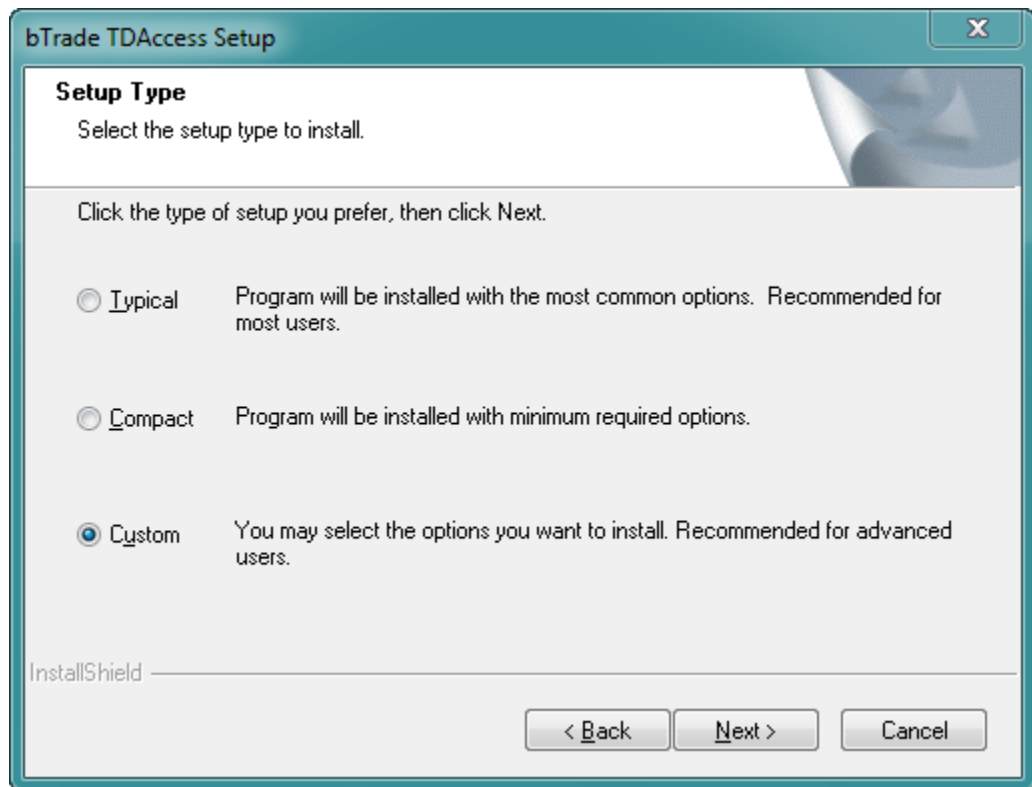 bTrade TDAccess Setup
Setup Type
Select the setup type to install.
Click the type of setup you prefer, then click Next.
Typical Program will be installed with the most common options.  Recommended for
most users.
Compact Program will be installed with minimum required options.
Custom You may select the options you want to install. Recommended for advanced
users.
InstallShield
< Back Next > Cancel